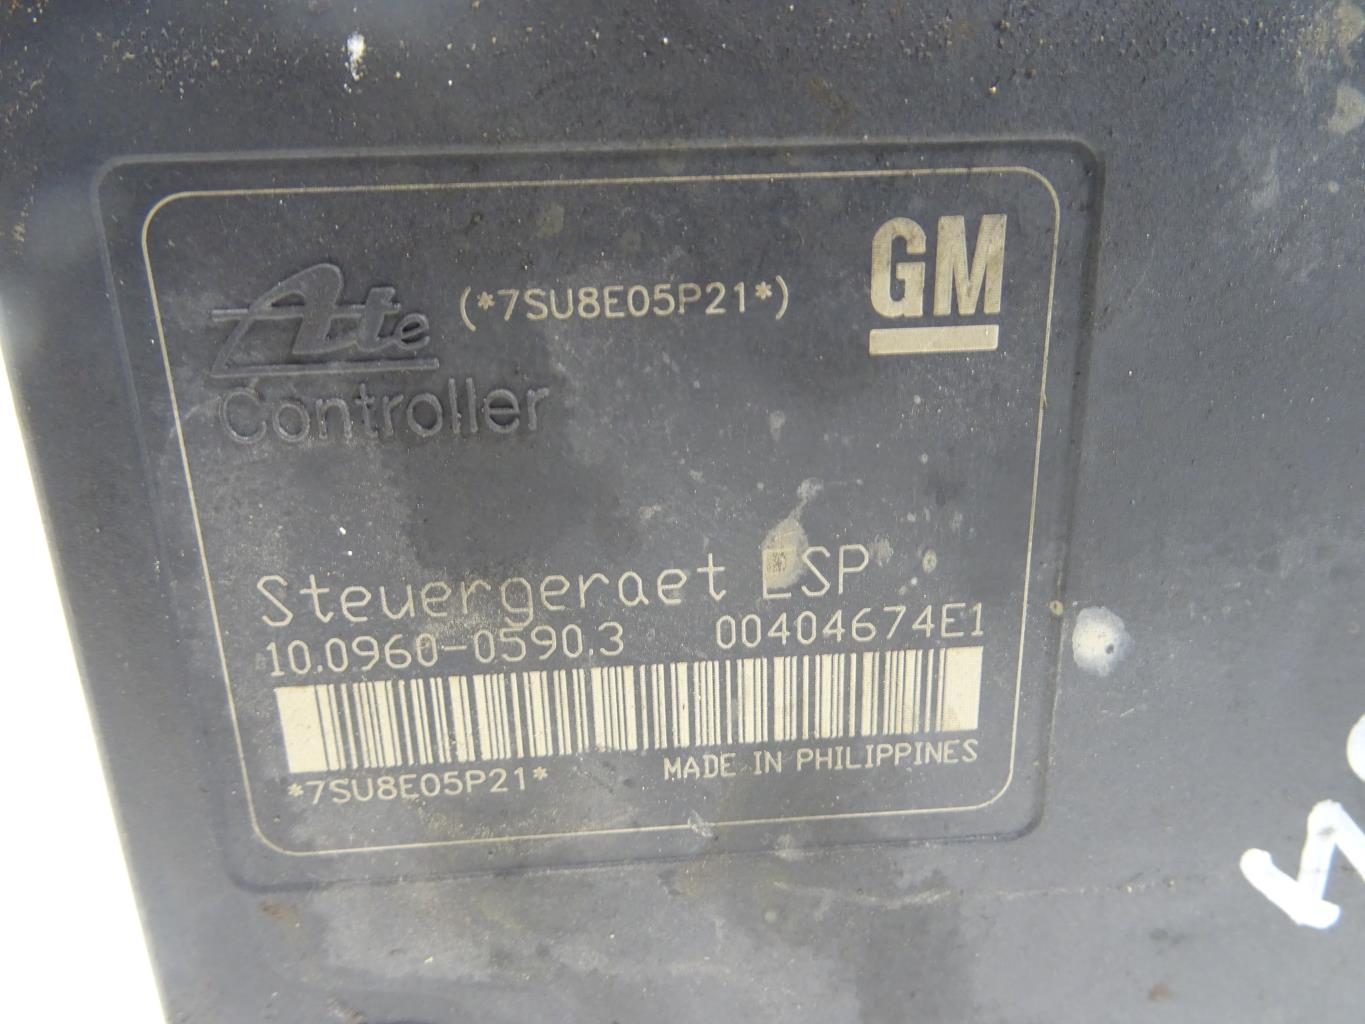 Ate (*7SU8E05P21*) GM
Controller
Steuergeraet ESP
10.0960-0590.3 00404674E1
*7SU8E05P21* MADE IN PHILIPPINES